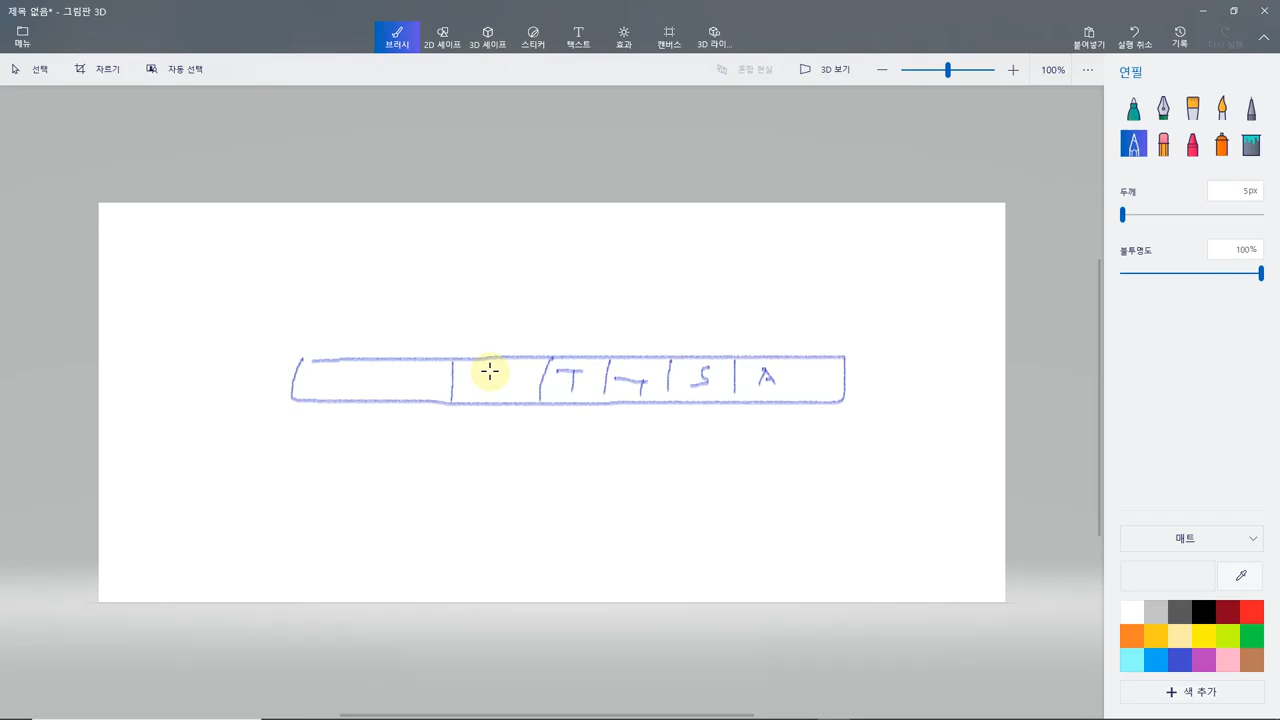 제목 없음* - 그림판 3D
메뉴
브러시
2D 셰이프
3D 셰이프
스티커
텍스트
효과
캔버스
3D 라이...
붙여넣기
실행 취소
기록
다시 실행
선택
자르기
자동 선택
혼합 현실
3D 보기
100%
연필
두께
5px
불투명도
100%
T S A
매트
색 추가